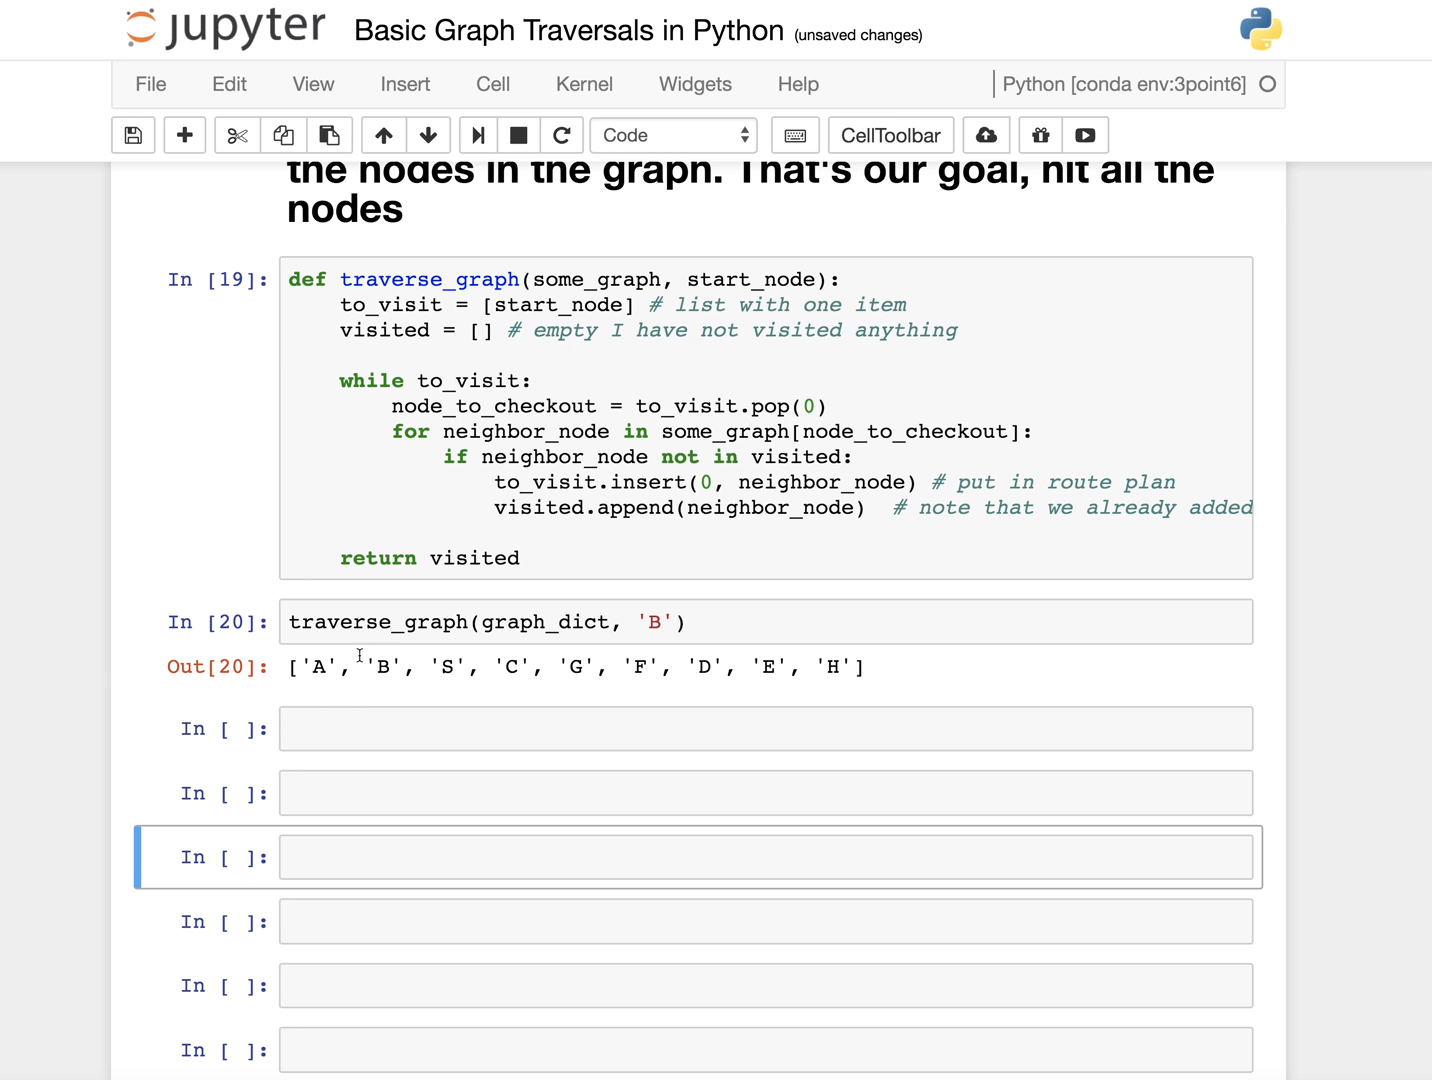 jupyter Basic Graph Traversals in Python (unsaved changes)
File Edit View Insert Cell Kernel Widgets Help Python [conda env:3point6]
Code CellToolbar
the nodes in the graph. That's our goal, hit all the
nodes
In [19]: def traverse_graph(some_graph, start_node):
    to_visit = [start_node] # list with one item
    visited = [] # empty I have not visited anything
    while to_visit:
        node_to_checkout = to_visit.pop(0)
        for neighbor_node in some_graph[node_to_checkout]:
            if neighbor_node not in visited:
                to_visit.insert(0, neighbor_node) # put in route plan
                visited.append(neighbor_node)  # note that we already added
    return visited
In [20]: traverse_graph(graph_dict, 'B')
Out[20]: ['A', 'B', 'S', 'C', 'G', 'F', 'D', 'E', 'H']
In [ ]:
In [ ]:
In [ ]:
In [ ]:
In [ ]:
In [ ]: